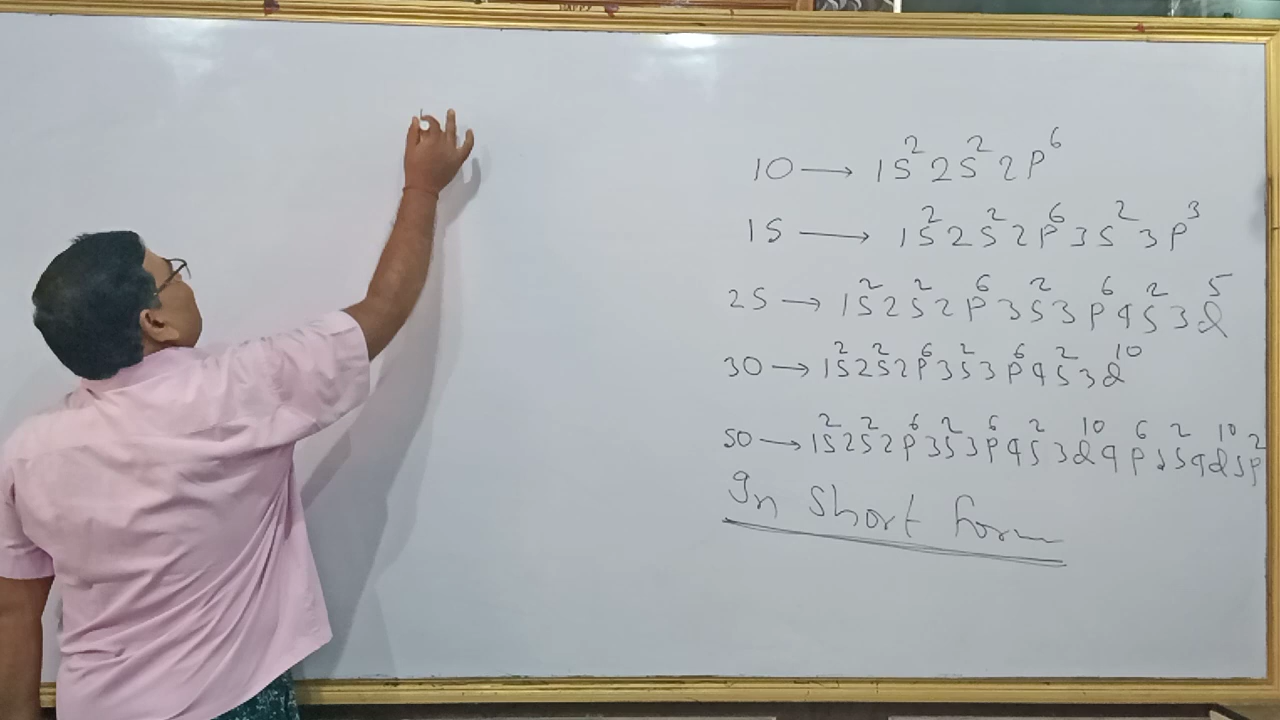 HAPPY
10 → 1S² 2S² 2P⁶
15 → 1S² 2S² 2P⁶ 3S² 3P³
25 → 1S² 2S² 2P⁶ 3S² 3P⁶ 4S² 3d⁵
30 → 1S² 2S² 2P⁶ 3S² 3P⁶ 4S² 3d¹⁰
50 → 1S² 2S² 2P⁶ 3S² 3P⁶ 4S² 3d¹⁰ 4P⁶ 5S² 4d¹⁰ 5P²
In Short form